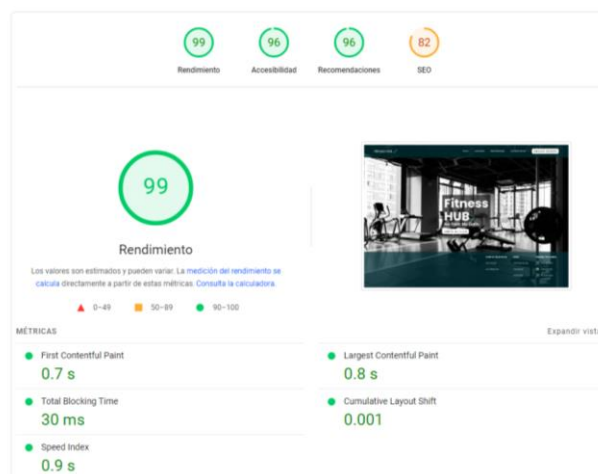 99
96
96
82
Rendimiento
Accesibilidad
Recomendaciones
SEO
99
Rendimiento
Los valores son estimados y pueden variar. La medición del rendimiento se
calcula directamente a partir de estas métricas. Consulta la calculadora.
0–49
50–89
90–100
Fitness
HUB
MÉTRICAS
Expandir vista
First Contentful Paint
0.7 s
Largest Contentful Paint
0.8 s
Total Blocking Time
30 ms
Cumulative Layout Shift
0.001
Speed Index
0.9 s